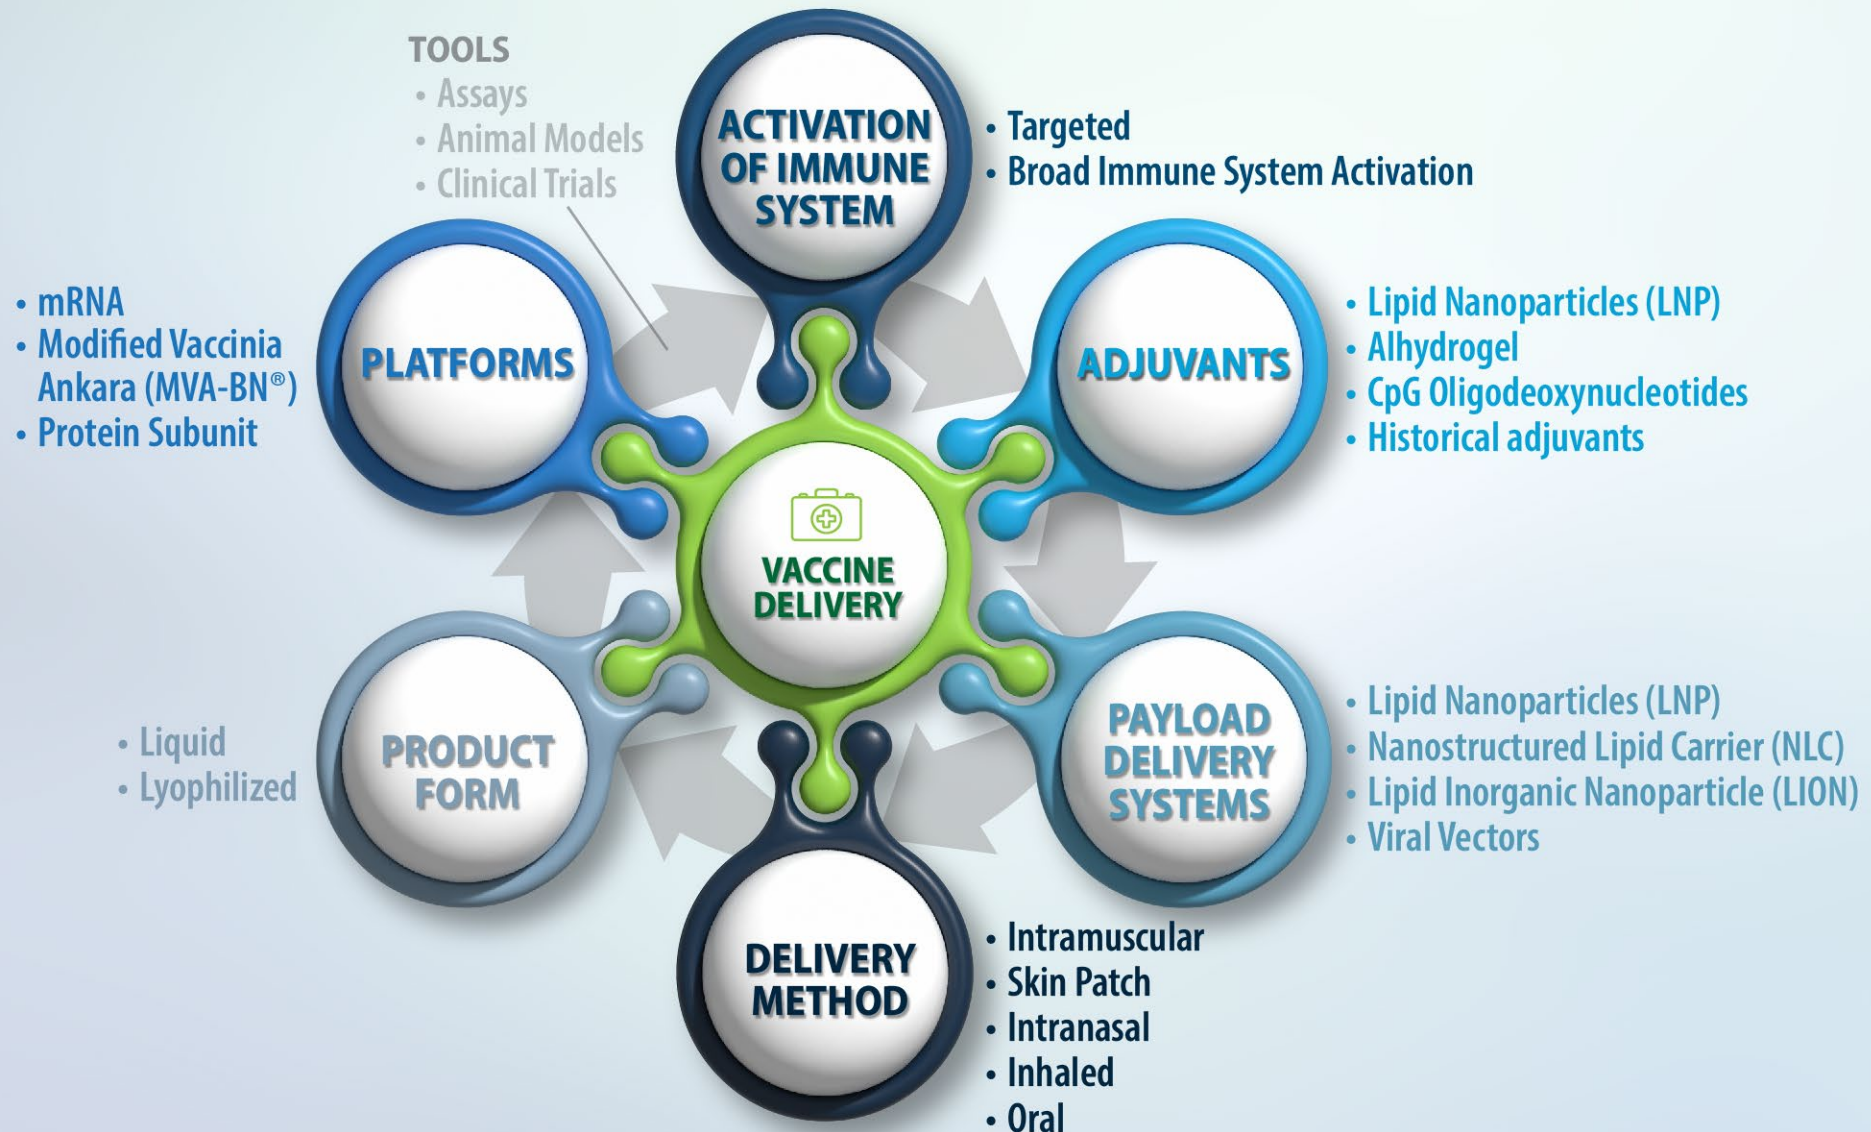 TOOLS
• Assays
• Animal Models
• Clinical Trials
ACTIVATION
OF IMMUNE
SYSTEM
• Targeted
• Broad Immune System Activation
PLATFORMS
• mRNA
• Modified Vaccinia
Ankara (MVA-BN®)
• Protein Subunit
ADJUVANTS
• Lipid Nanoparticles (LNP)
• Alhydrogel
• CpG Oligodeoxynucleotides
• Historical adjuvants
VACCINE
DELIVERY
PRODUCT
FORM
• Liquid
• Lyophilized
PAYLOAD
DELIVERY
SYSTEMS
• Lipid Nanoparticles (LNP)
• Nanostructured Lipid Carrier (NLC)
• Lipid Inorganic Nanoparticle (LION)
• Viral Vectors
DELIVERY
METHOD
• Intramuscular
• Skin Patch
• Intranasal
• Inhaled
• Oral